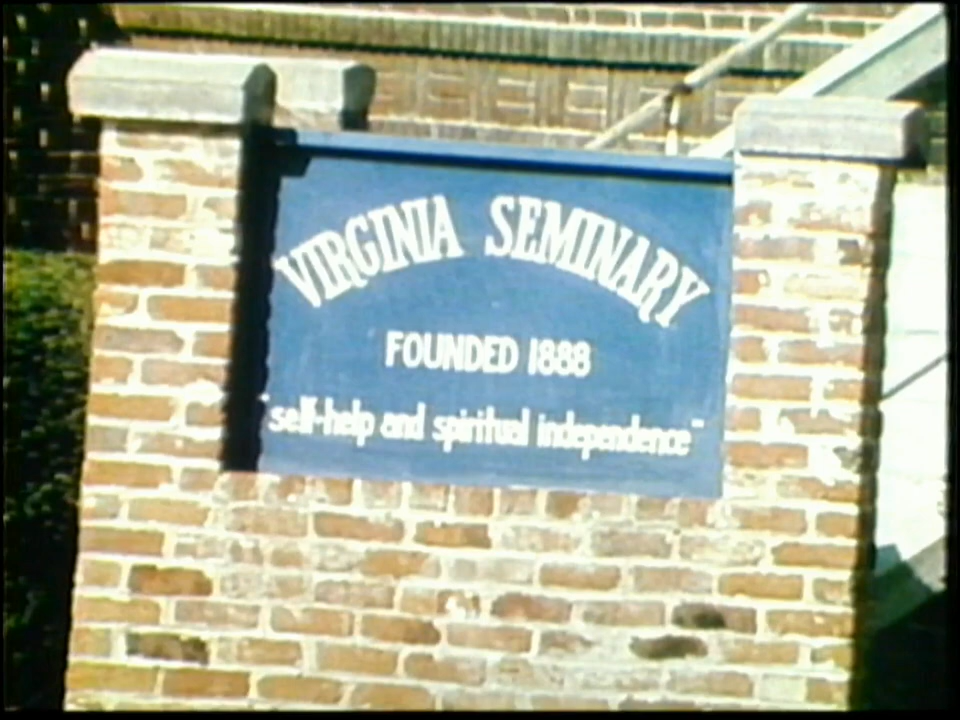 VIRGINIA SEMINARY
FOUNDED 1888
"self-help and spiritual independence"